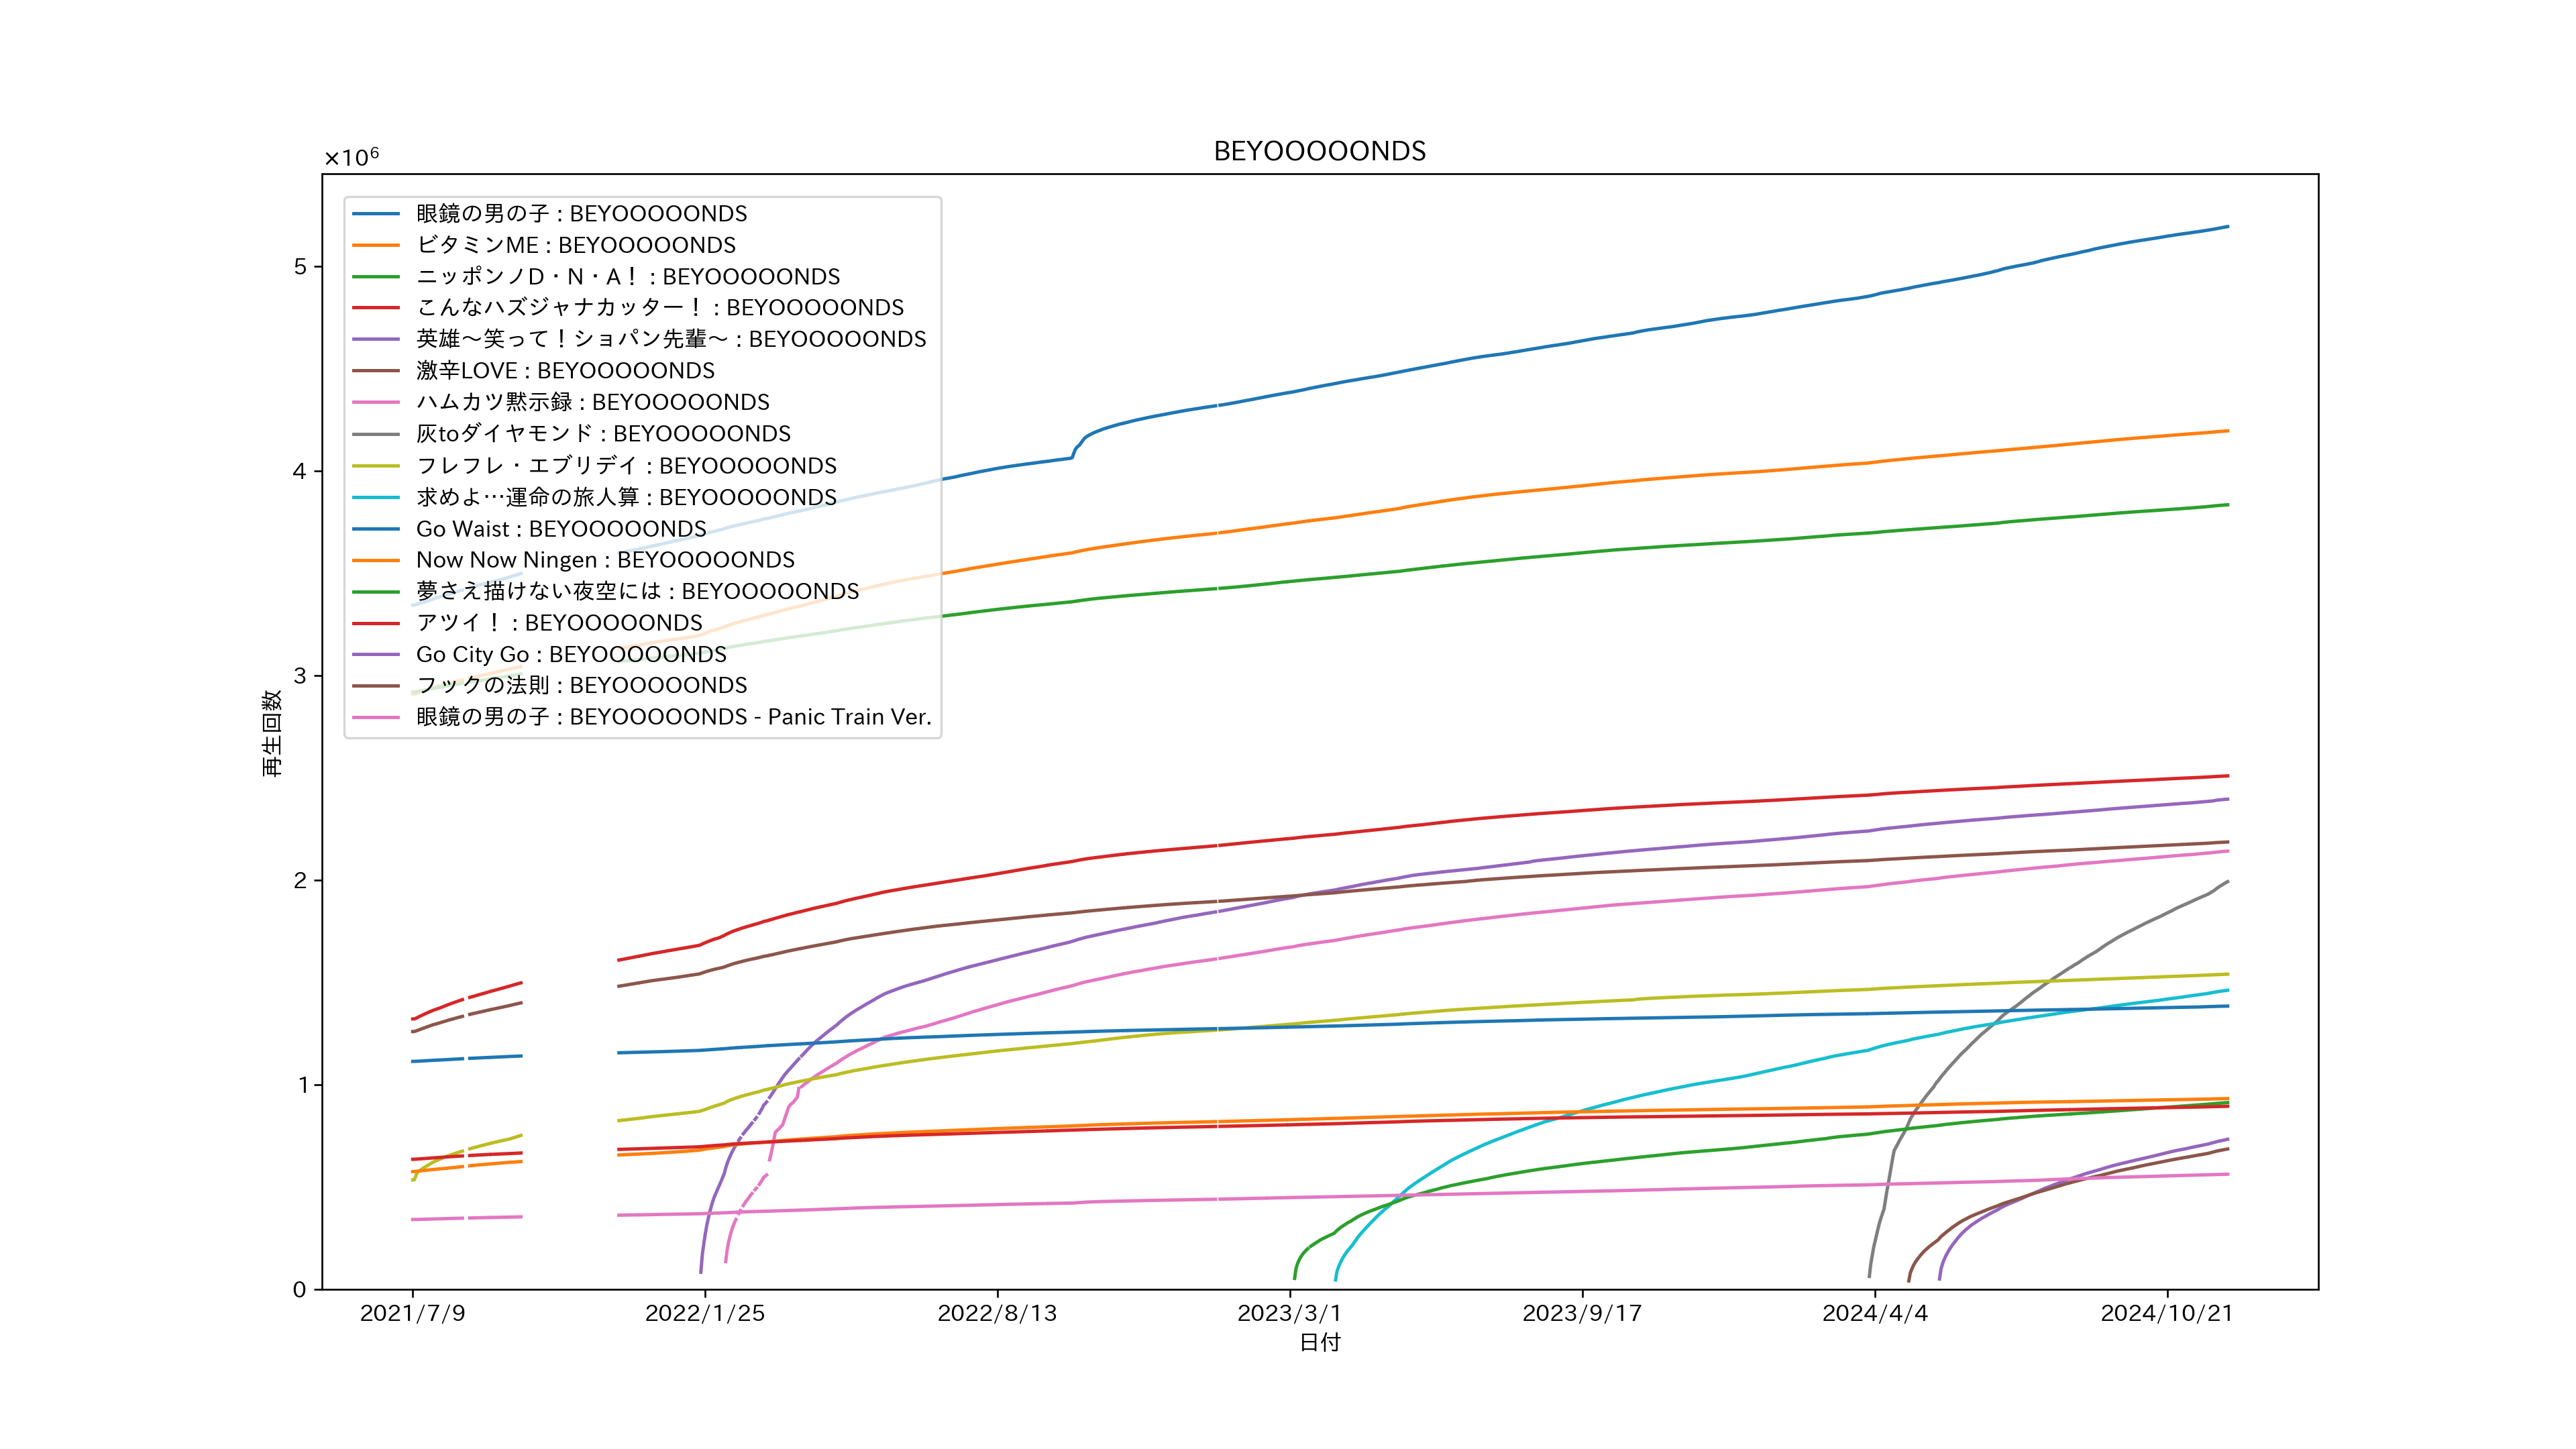 BEYOOOOONDS
×10⁶
眼鏡の男の子 : BEYOOOOONDS
ビタミンME : BEYOOOOONDS
ニッポンノD・N・A! : BEYOOOOONDS
こんなハズジャナカッター! : BEYOOOOONDS
英雄〜笑って!ショパン先輩〜 : BEYOOOOONDS
激辛LOVE : BEYOOOOONDS
ハムカツ黙示録 : BEYOOOOONDS
灰toダイヤモンド : BEYOOOOONDS
フレフレ・エブリデイ : BEYOOOOONDS
求めよ…運命の旅人算 : BEYOOOOONDS
Go Waist : BEYOOOOONDS
Now Now Ningen : BEYOOOOONDS
夢さえ描けない夜空には : BEYOOOOONDS
アツイ! : BEYOOOOONDS
Go City Go : BEYOOOOONDS
フックの法則 : BEYOOOOONDS
眼鏡の男の子 : BEYOOOOONDS - Panic Train Ver.
5
4
3
2
1
0
再生回数
2021/7/9 2022/1/25 2022/8/13 2023/3/1 2023/9/17 2024/4/4 2024/10/21
日付